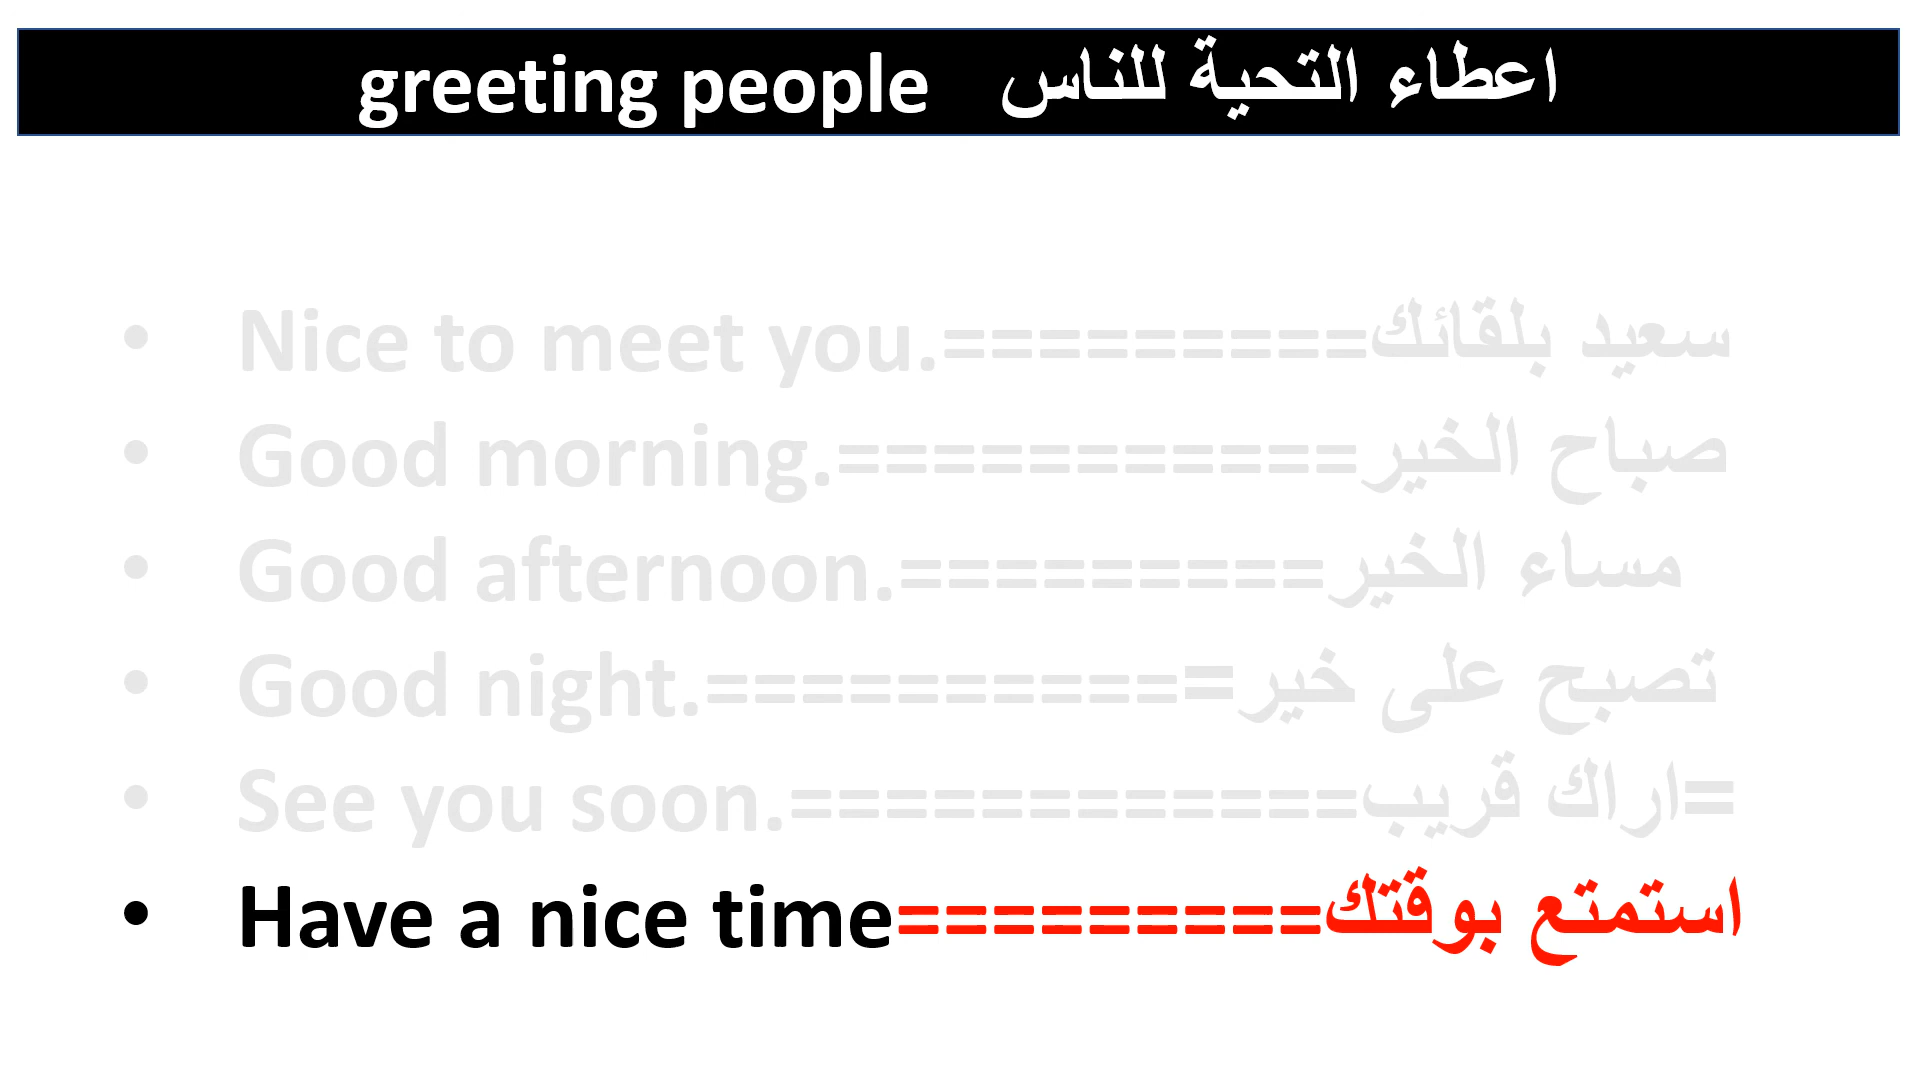 greeting people اعطاء التحية للناس
• Nice to meet you.=========سعيد بلقائك
• Good morning.===========صباح الخير
• Good afternoon.=========مساء الخير
• Good night.===========تصبح على خير
• See you soon.============اراك قريب=
• Have a nice time=========استمتع بوقتك